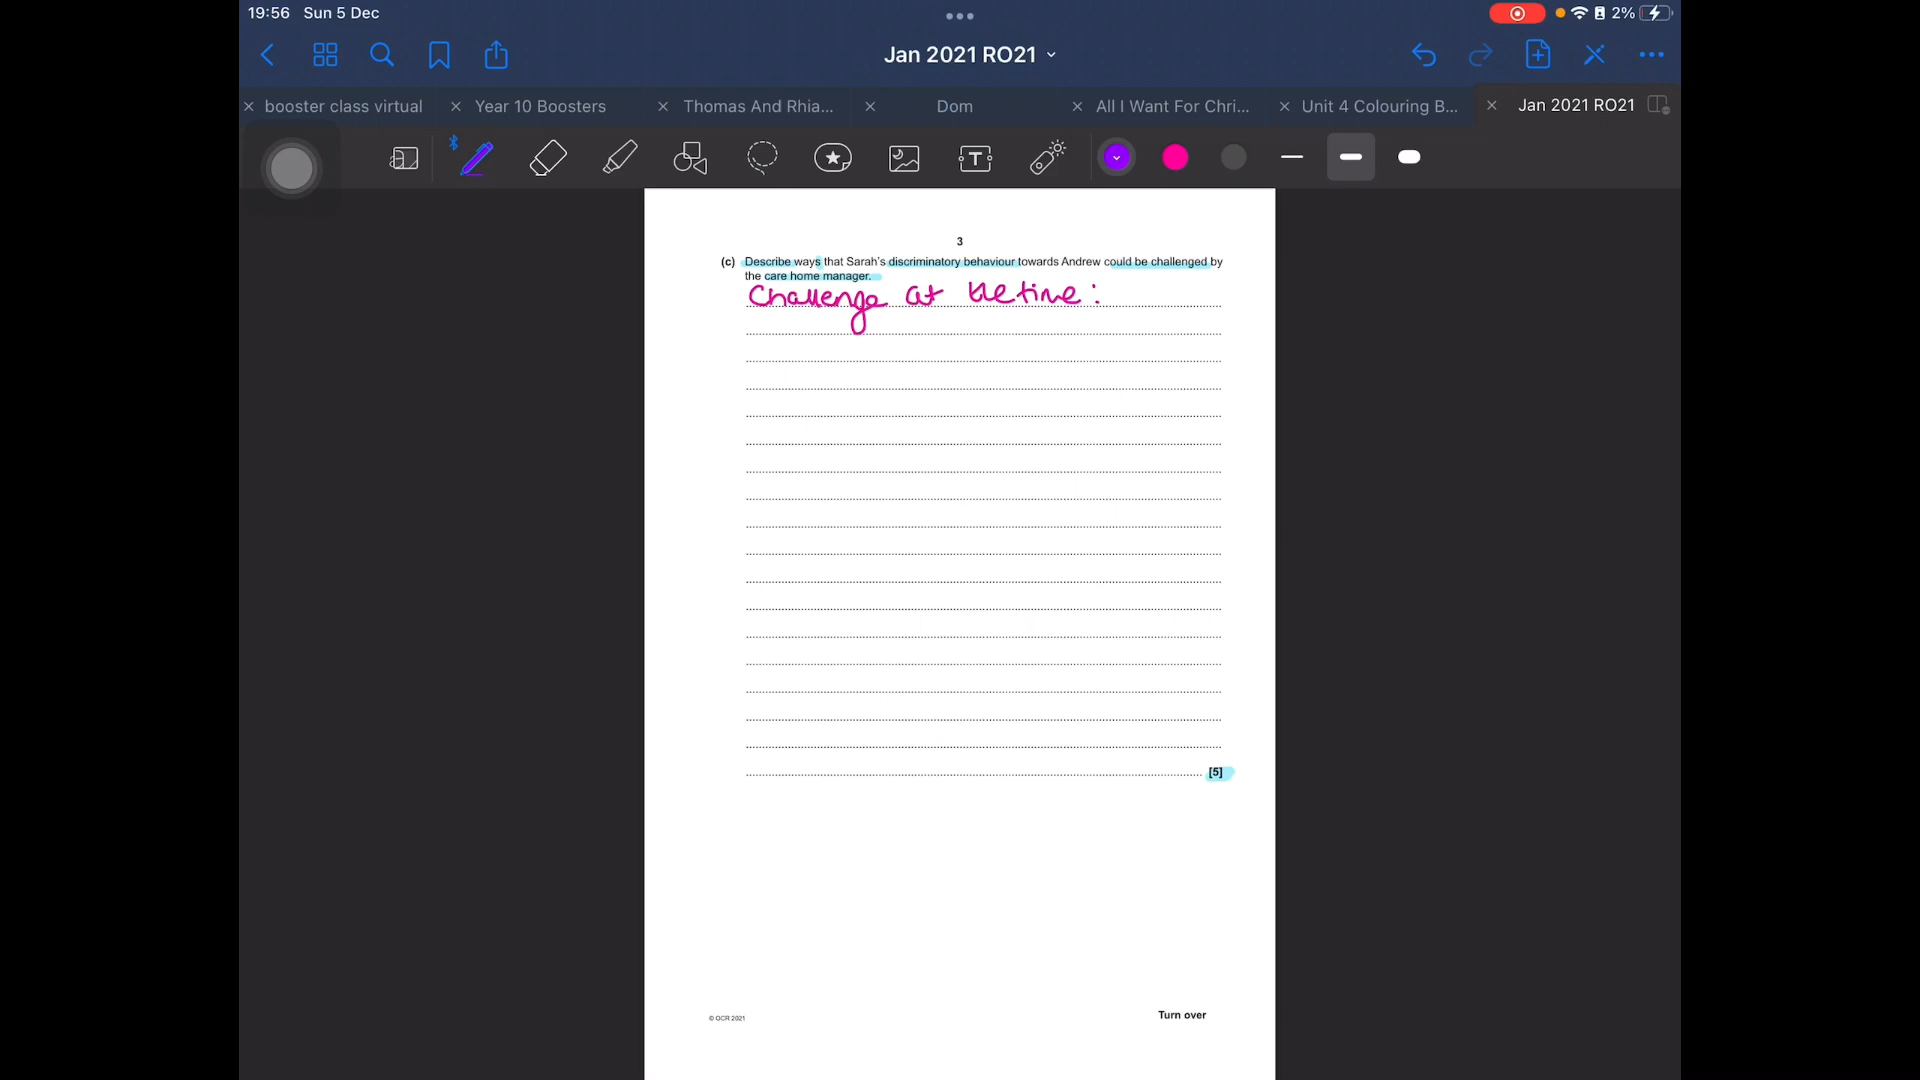 19:56 Sun 5 Dec
2%
Jan 2021 RO21
booster class virtual
Year 10 Boosters
Thomas And Rhia...
Dom
All I Want For Chri...
Unit 4 Colouring B...
Jan 2021 RO21
3
(c) Describe ways that Sarah's discriminatory behaviour towards Andrew could be challenged by
the care home manager.
Challenge at the time:
[5]
© OCR 2021
Turn over